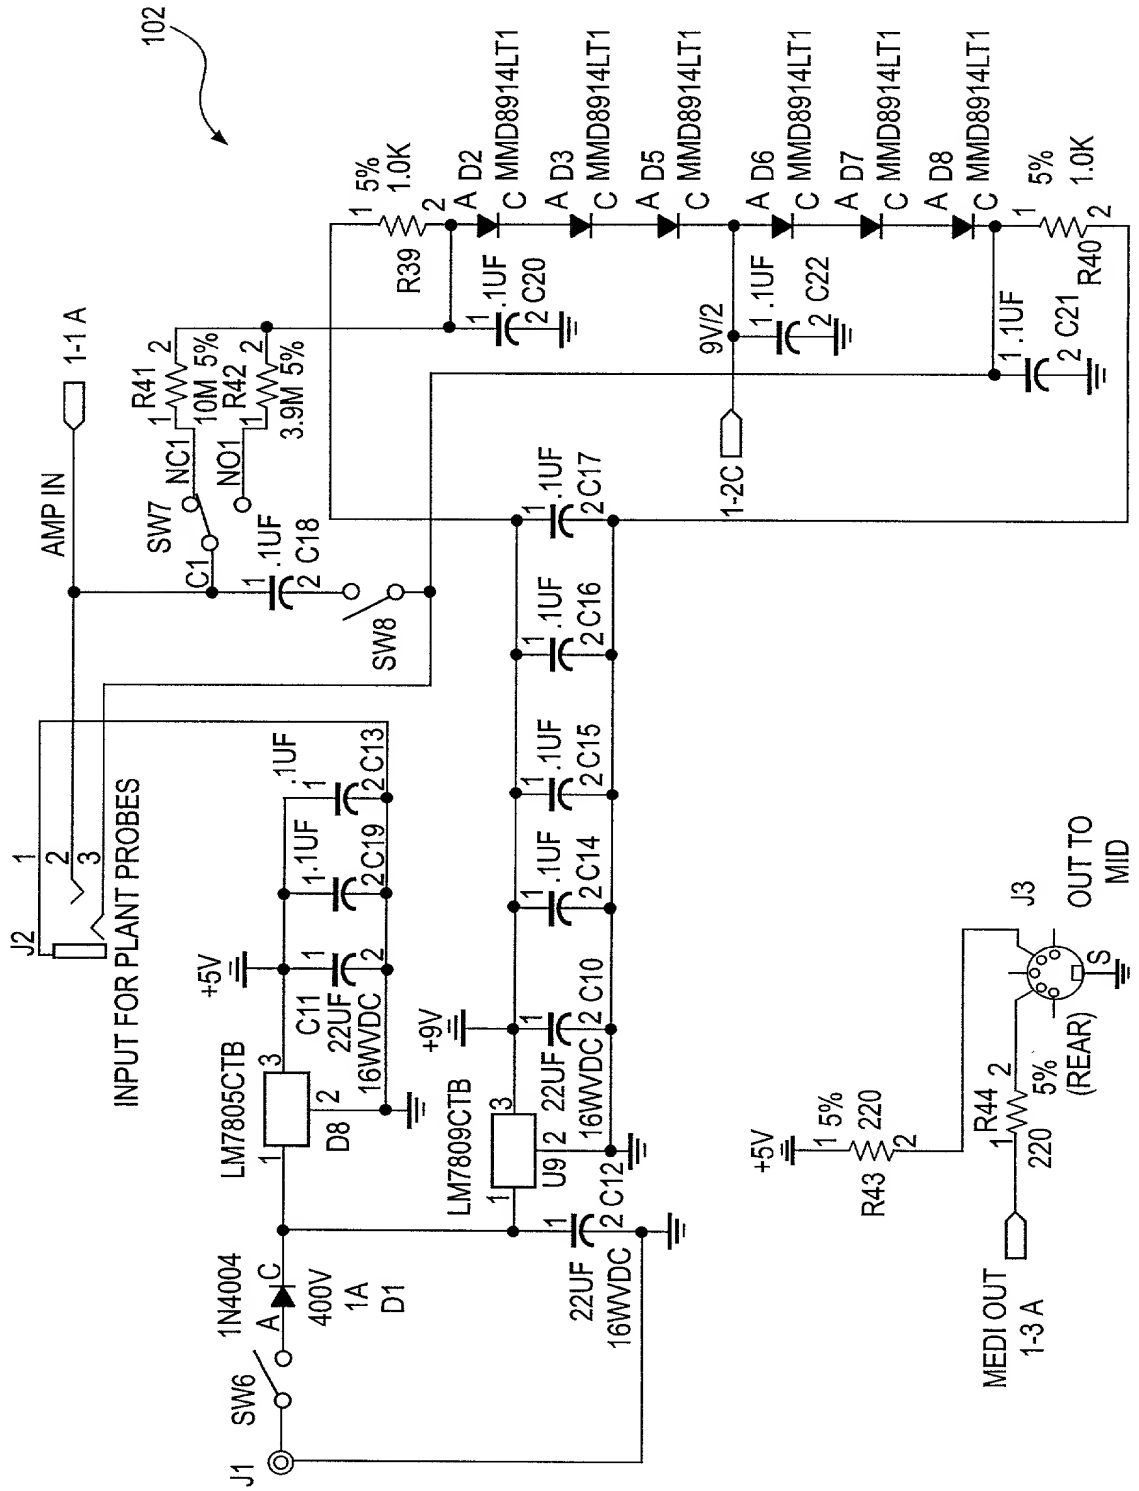 102
1-1 A
AMP IN
R41
1
2
10M 5%
R42
1
2
3.9M 5%
NC1
NO1
SW7
C1
1
2
.1UF
C18
SW8
J2
1
2
3
INPUT FOR PLANT PROBES
1
5%
1.0K
2
R39
A D2
C MMD8914LT1
A D3
C MMD8914LT1
A D5
C MMD8914LT1
A D6
C MMD8914LT1
A D7
C MMD8914LT1
A D8
C MMD8914LT1
1
5%
1.0K
2
R40
1 .1UF
2 C20
9V/2
1 .1UF
2 C22
1 .1UF
2 C21
1-2C
J1
SW6
1N4004
A
C
400V
1A
D1
LM7805CTB
1
3
2
D8
+5V
C11
1
22UF
2
16WVDC
1 .1UF
2 C19
.1UF
1
2 C13
LM7809CTB
1
3
2
U9
+9V
1
22UF
2 C10
16WVDC
1 .1UF
2 C14
1 .1UF
2 C15
1 .1UF
2 C16
1 .1UF
2 C17
1
22UF
2 C12
16WVDC
+5V
1 5%
220
2
R43
MEDI OUT
1-3 A
R44
1
2
220
5%
(REAR)
S
J3
OUT TO
MID